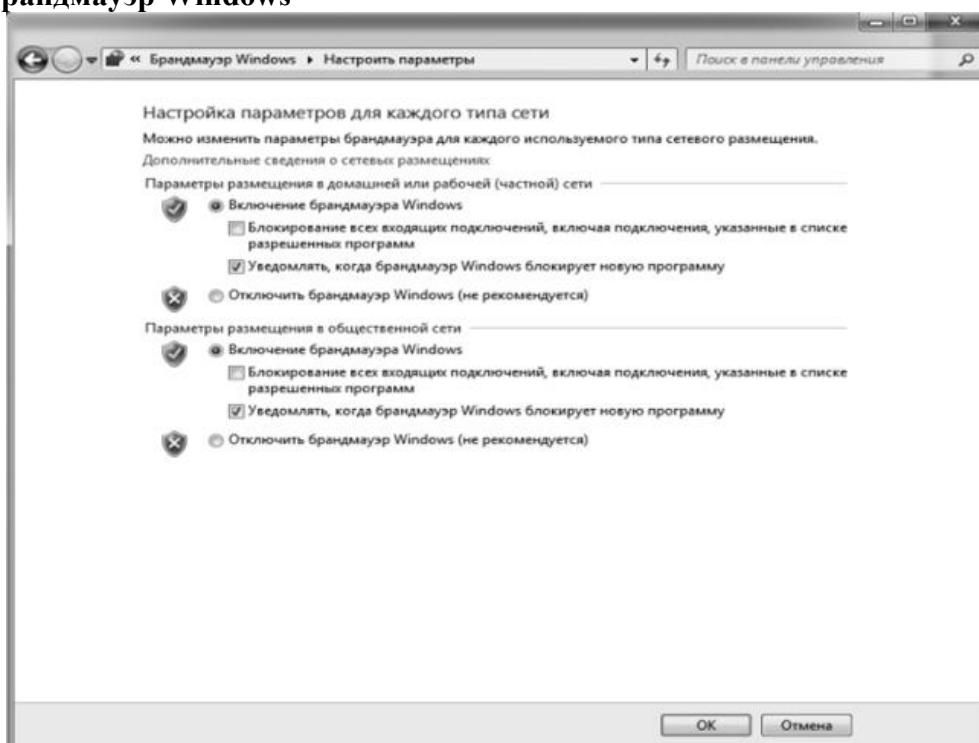 рандмауэр Windows
« Брандмауэр Windows ▸ Настроить параметры
Поиск в панели управления
Настройка параметров для каждого типа сети
Можно изменить параметры брандмауэра для каждого используемого типа сетевого размещения.
Дополнительные сведения о сетевых размещениях
Параметры размещения в домашней или рабочей (частной) сети
Включение брандмауэра Windows
Блокирование всех входящих подключений, включая подключения, указанные в списке
разрешенных программ
Уведомлять, когда брандмауэр Windows блокирует новую программу
Отключить брандмауэр Windows (не рекомендуется)
Параметры размещения в общественной сети
Включение брандмауэра Windows
Блокирование всех входящих подключений, включая подключения, указанные в списке
разрешенных программ
Уведомлять, когда брандмауэр Windows блокирует новую программу
Отключить брандмауэр Windows (не рекомендуется)
OK Отмена